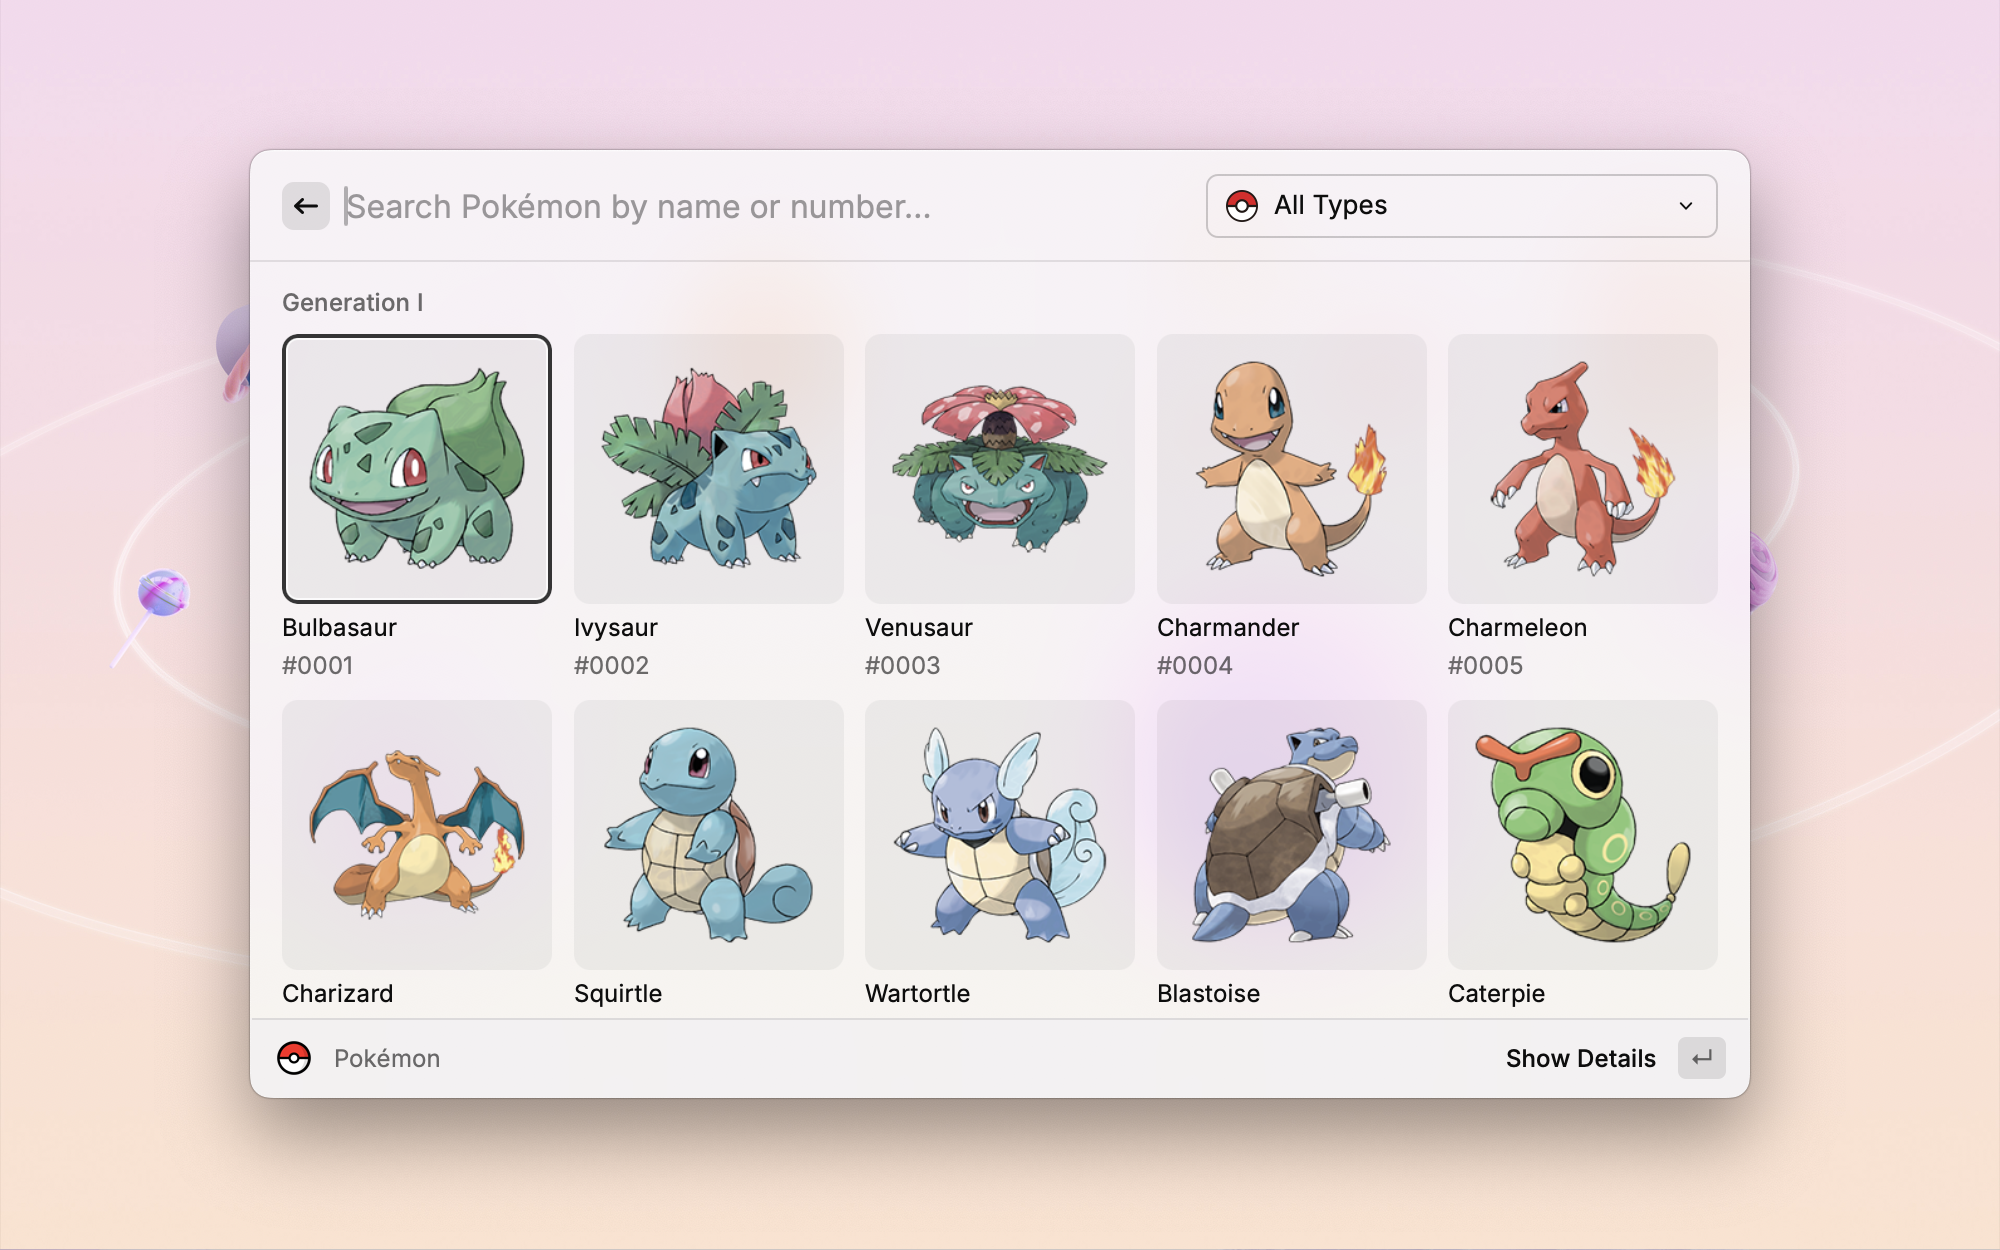 Search Pokémon by name or number...
All Types
Generation I
Bulbasaur
#0001
Ivysaur
#0002
Venusaur
#0003
Charmander
#0004
Charmeleon
#0005
Charizard
Squirtle
Wartortle
Blastoise
Caterpie
Pokémon
Show Details